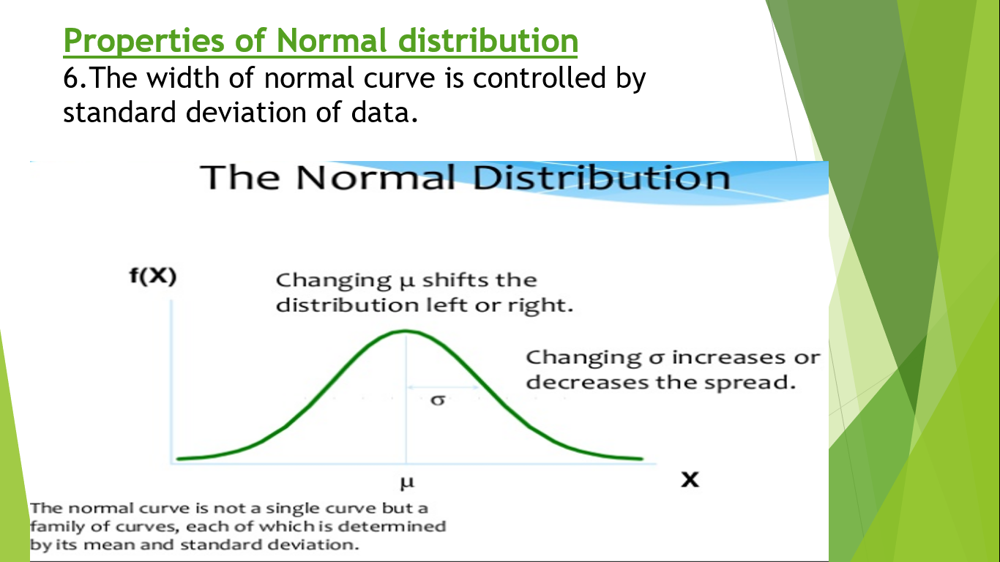 Properties of Normal distribution
6.The width of normal curve is controlled by
standard deviation of data.
The Normal Distribution
f(X)
Changing μ shifts the
distribution left or right.
Changing σ increases or
decreases the spread.
σ
μ
X
The normal curve is not a single curve but a
family of curves, each of which is determined
by its mean and standard deviation.